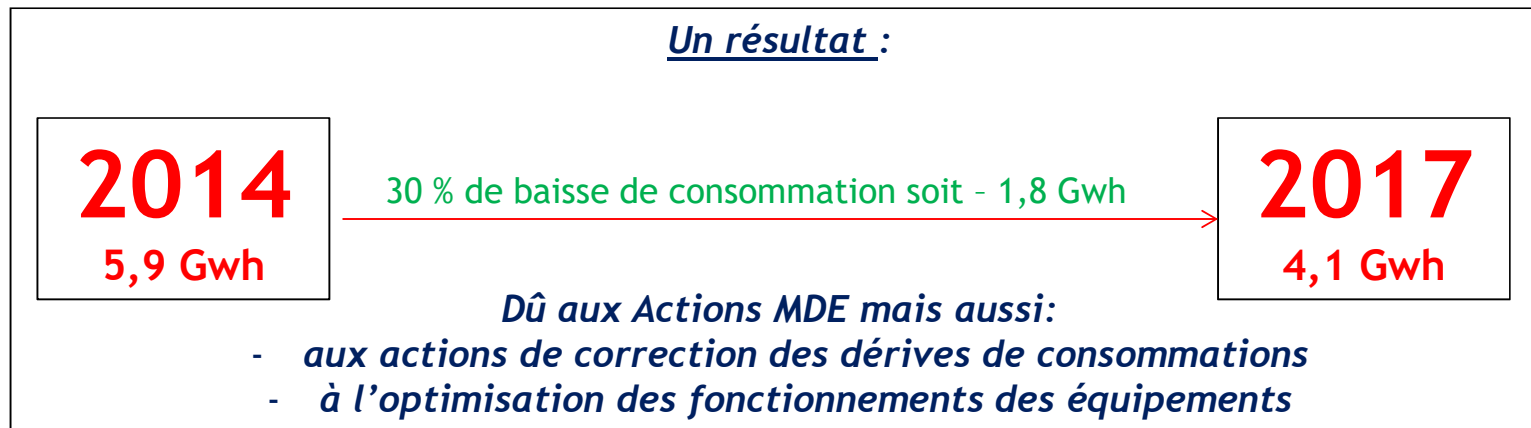 Un résultat :
2014
5,9 Gwh
30 % de baisse de consommation soit – 1,8 Gwh
2017
4,1 Gwh
Dû aux Actions MDE mais aussi:
- aux actions de correction des dérives de consommations
- à l’optimisation des fonctionnements des équipements